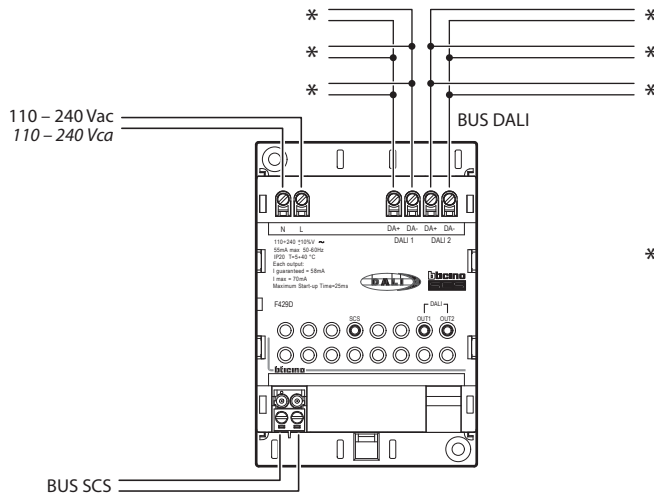 *
*
*
*
*
*
110 – 240 Vac
110 – 240 Vca
BUS DALI
*
N L DA+ DA- DA+ DA-
DALI 1 DALI 2
110÷240 ±10%V ~
55mA max 50-60Hz
IP20 T=5÷40 °C
Each output:
I guaranteed = 58mA
I max = 70mA
Maximum Start-up Time=25ms
DALI
bticino
SCS
F429D
DALI
SCS OUT1 OUT2
bticino
BUS SCS